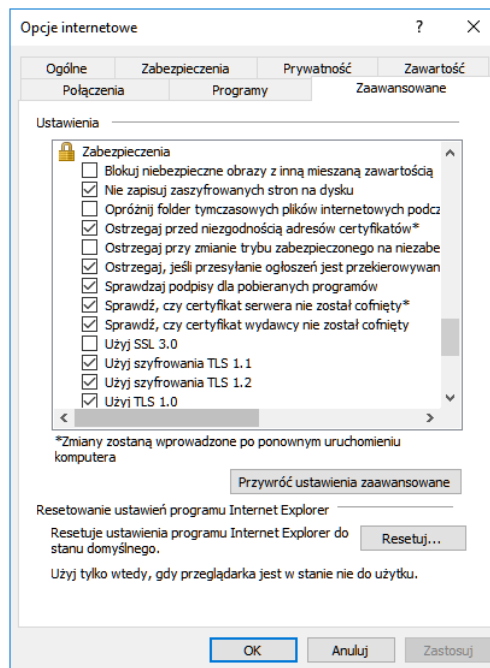 Opcje internetowe
Ogólne Zabezpieczenia Prywatność Zawartość
Połączenia Programy Zaawansowane
Ustawienia
Zabezpieczenia
Blokuj niebezpieczne obrazy z inną mieszaną zawartością
Nie zapisuj zaszyfrowanych stron na dysku
Opróżnij folder tymczasowych plików internetowych podcz
Ostrzegaj przed niezgodnością adresów certyfikatów*
Ostrzegaj przy zmianie trybu zabezpieczonego na niezabe
Ostrzegaj, jeśli przesyłanie ogłoszeń jest przekierowywan
Sprawdzaj podpisy dla pobieranych programów
Sprawdź, czy certyfikat serwera nie został cofnięty*
Sprawdź, czy certyfikat wydawcy nie został cofnięty
Użyj SSL 3.0
Użyj szyfrowania TLS 1.1
Użyj szyfrowania TLS 1.2
Użyj TLS 1.0
*Zmiany zostaną wprowadzone po ponownym uruchomieniu
komputera
Przywróć ustawienia zaawansowane
Resetowanie ustawień programu Internet Explorer
Resetuje ustawienia programu Internet Explorer do
stanu domyślnego.
Resetuj...
Użyj tylko wtedy, gdy przeglądarka jest w stanie nie do użytku.
OK Anuluj Zastosuj